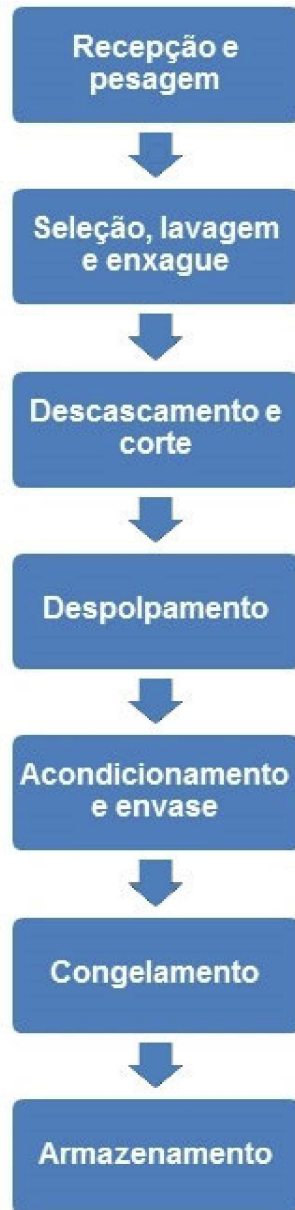 Recepção e
pesagem
Seleção, lavagem
e enxague
Descascamento e
corte
Despolpamento
Acondicionamento
e envase
Congelamento
Armazenamento